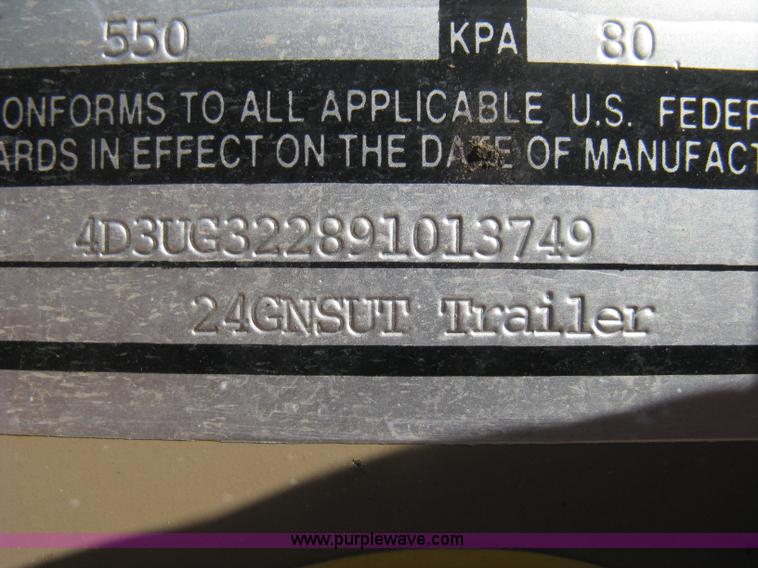 550 KPA 80
ONFORMS TO ALL APPLICABLE U.S. FEDER
ARDS IN EFFECT ON THE DATE OF MANUFACT
4D3UG322891013749
24GNSUT Trailer
www.purplewave.com